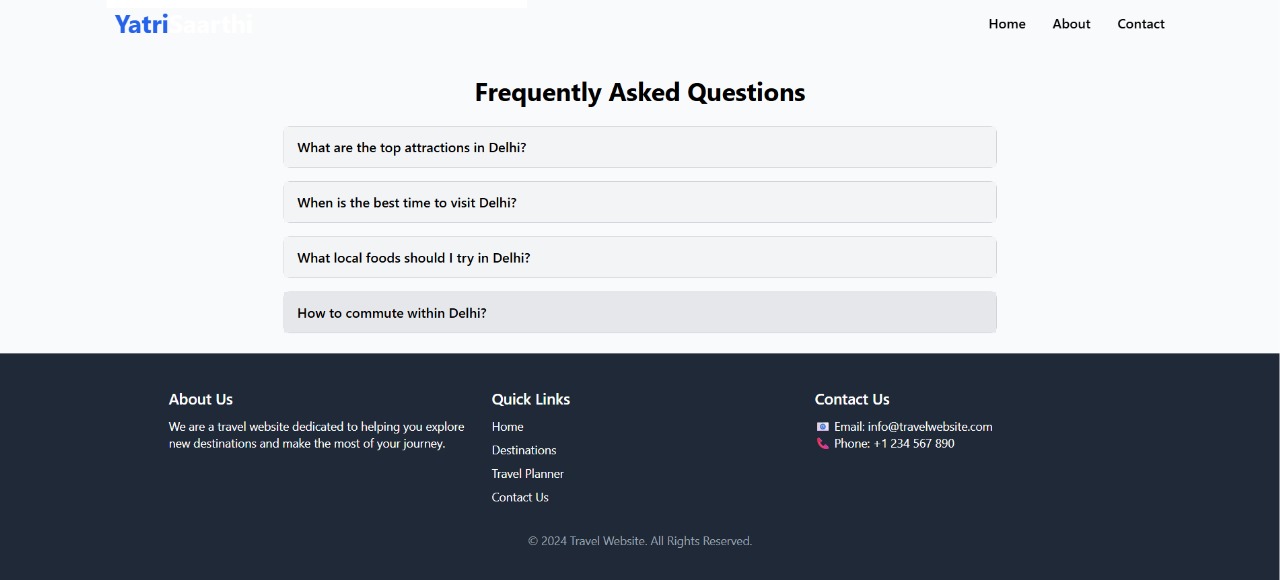 YatriSaarthi
Home About Contact
Frequently Asked Questions
What are the top attractions in Delhi?
When is the best time to visit Delhi?
What local foods should I try in Delhi?
How to commute within Delhi?
About Us
We are a travel website dedicated to helping you explore
new destinations and make the most of your journey.
Quick Links
Home
Destinations
Travel Planner
Contact Us
Contact Us
📧 Email: info@travelwebsite.com
📞 Phone: +1 234 567 890
© 2024 Travel Website. All Rights Reserved.